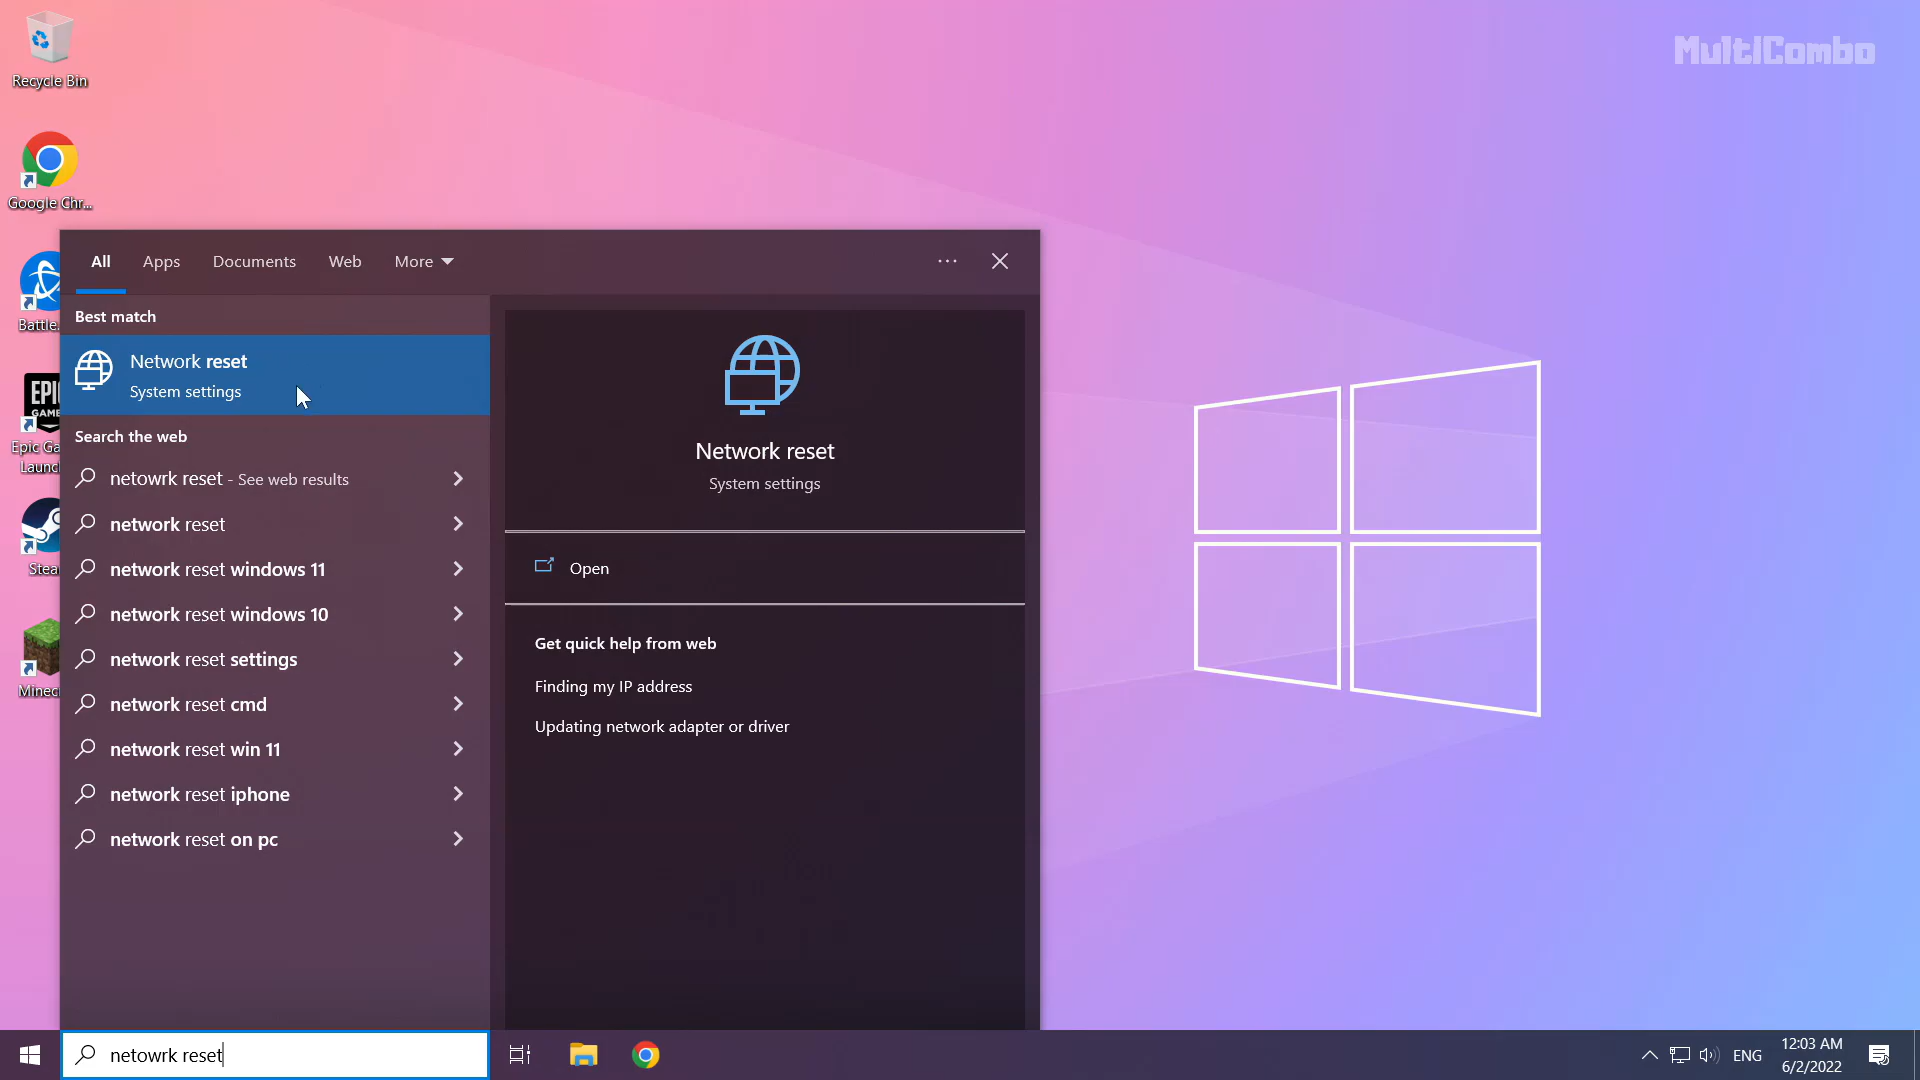 MultiCombo
Recycle Bin
Google Chr...
Battle.
EPIC
GAME
Epic Ga
Launc
Stea
Minec
All Apps Documents Web More
Best match
Network reset
System settings
Search the web
netowrk reset - See web results
network reset
network reset windows 11
network reset windows 10
network reset settings
network reset cmd
network reset win 11
network reset iphone
network reset on pc
Network reset
System settings
Open
Get quick help from web
Finding my IP address
Updating network adapter or driver
netowrk reset
ENG
12:03 AM
6/2/2022